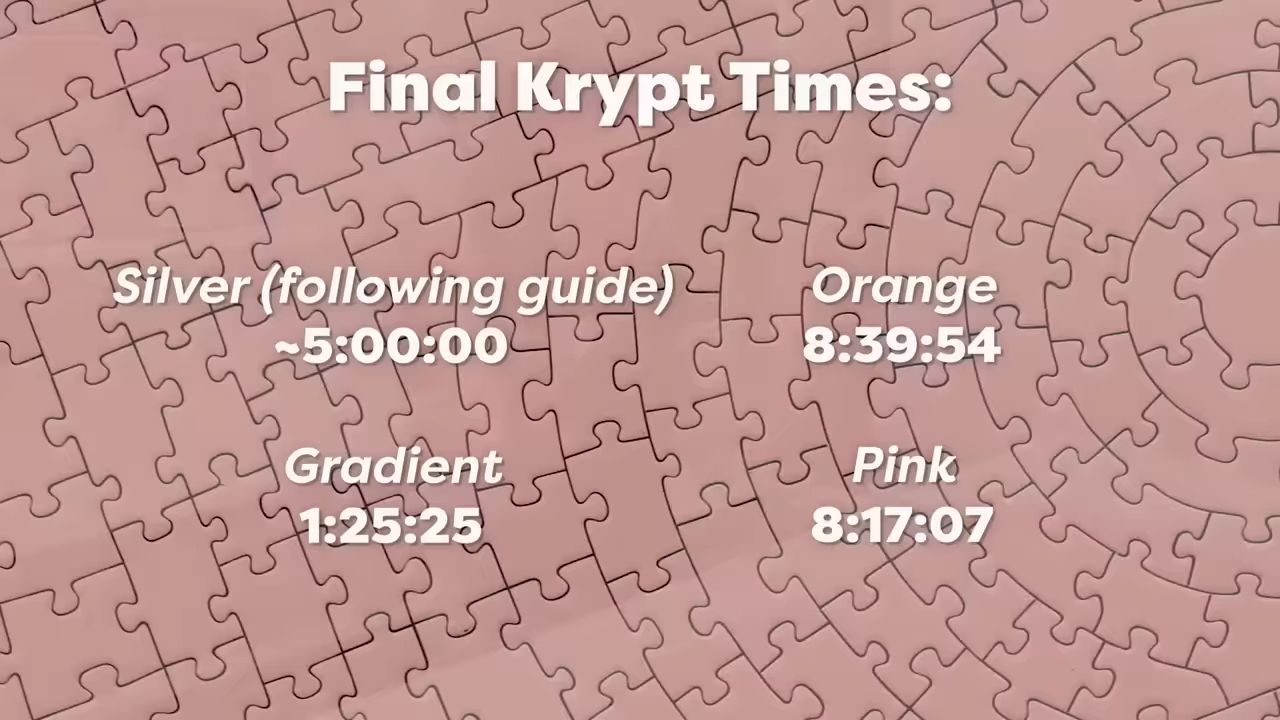 Final Krypt Times:
Silver (following guide)
~5:00:00
Orange
8:39:54
Gradient
1:25:25
Pink
8:17:07